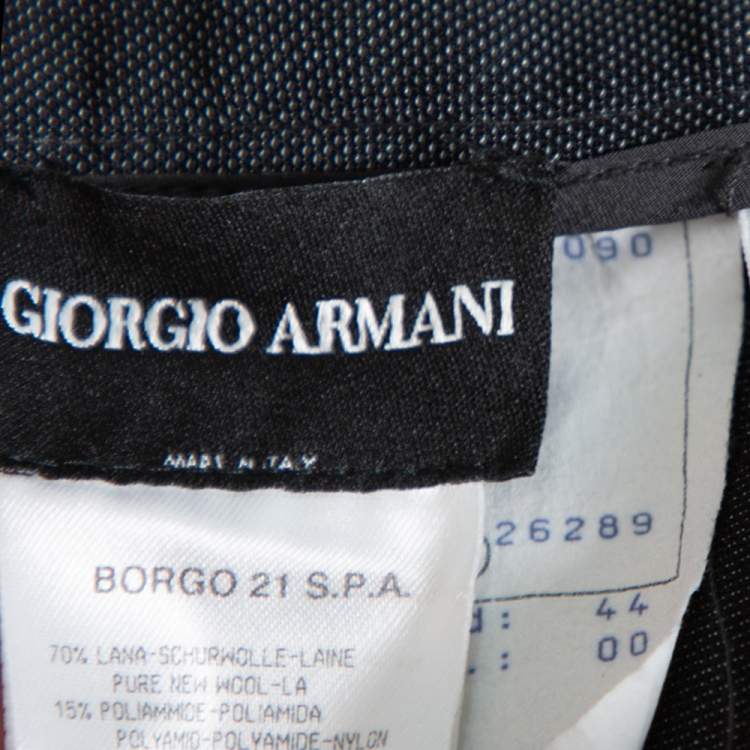 090
GIORGIO ARMANI
MADE IN ITALY
26289
BORGO 21 S.P.A.
d: 44
.: 00
70% LANA-SCHURWOLLE-LAINE
PURE NEW WOOL-LA
15% POLIAMMIDE-POLIAMIDA
POLYAMID-POLYAMIDE-NYLON